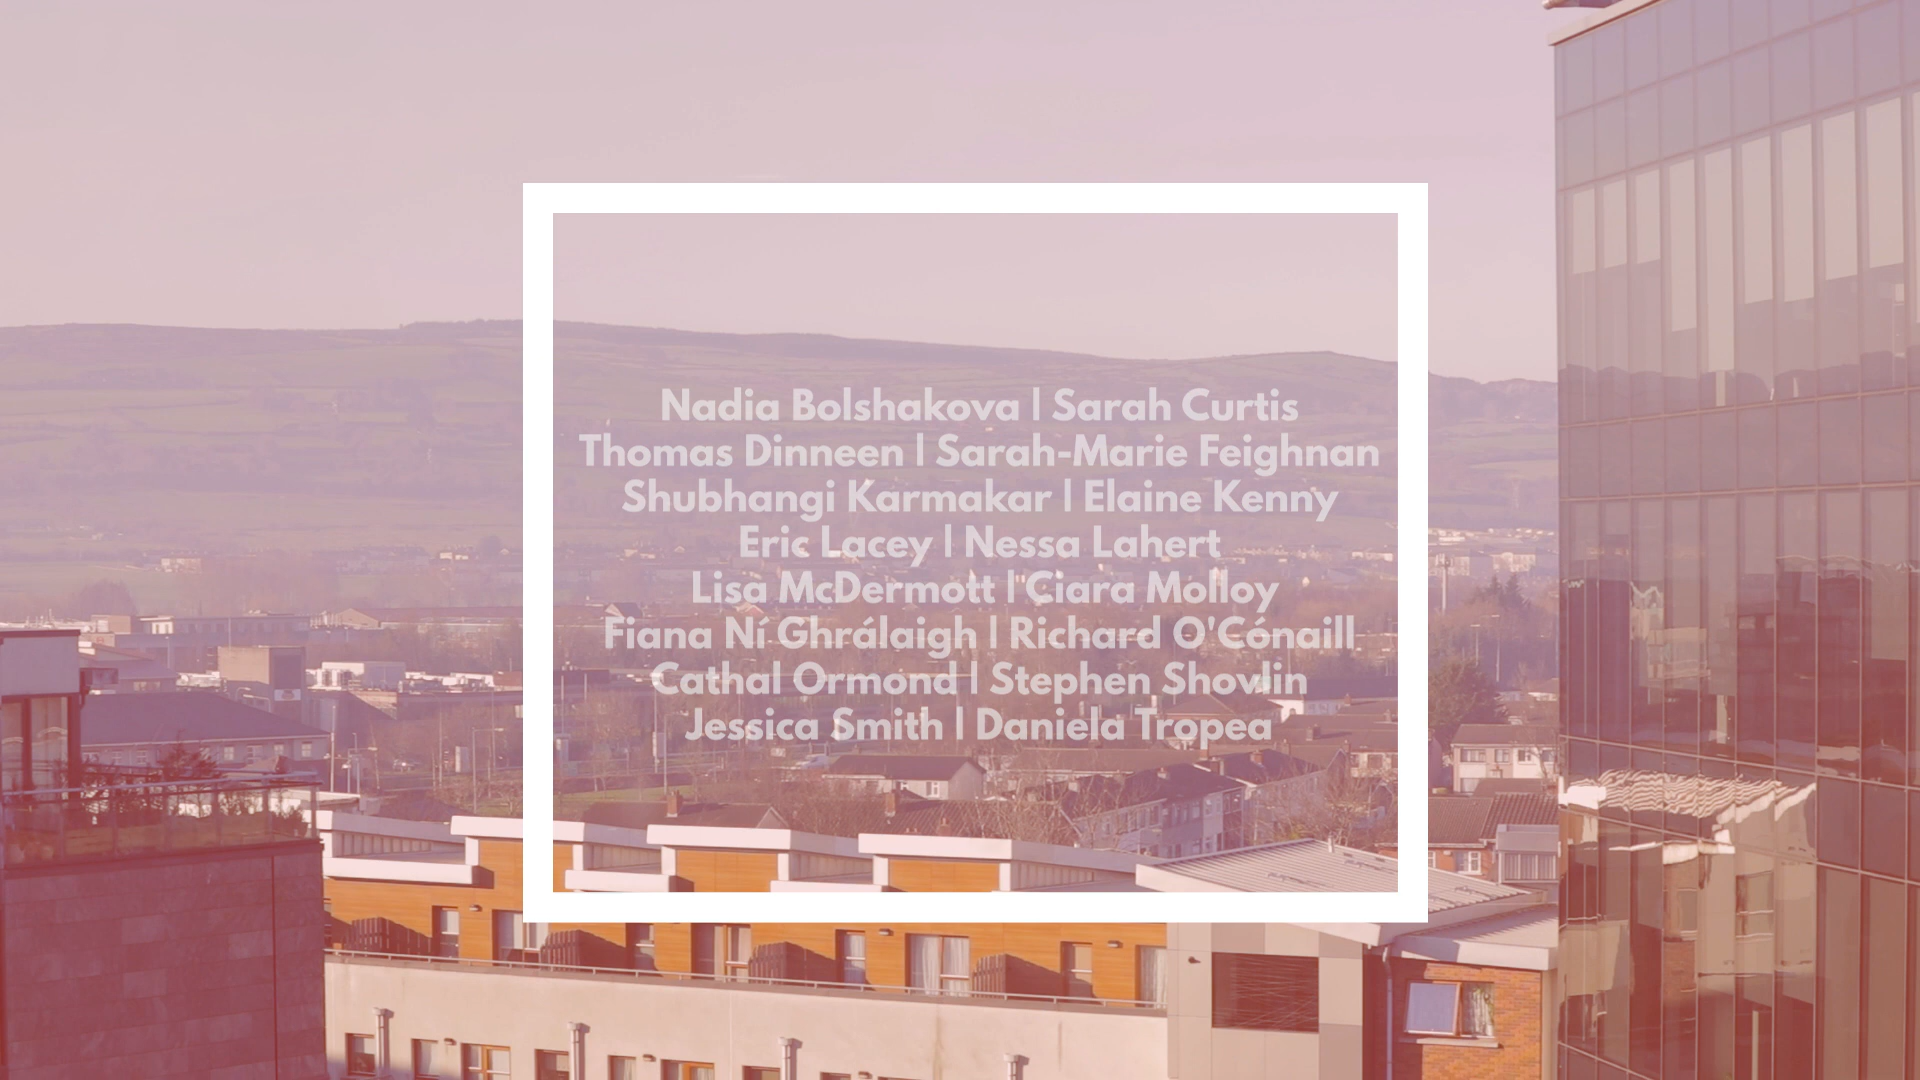 Nadia Bolshakova | Sarah Curtis
Thomas Dinneen | Sarah-Marie Feighnan
Shubhangi Karmakar | Elaine Kenny
Eric Lacey | Nessa Lahert
Lisa McDermott | Ciara Molloy
Fiana Ní Ghrálaigh | Richard O'Cónaill
Cathal Ormond | Stephen Shovlin
Jessica Smith | Daniela Tropea